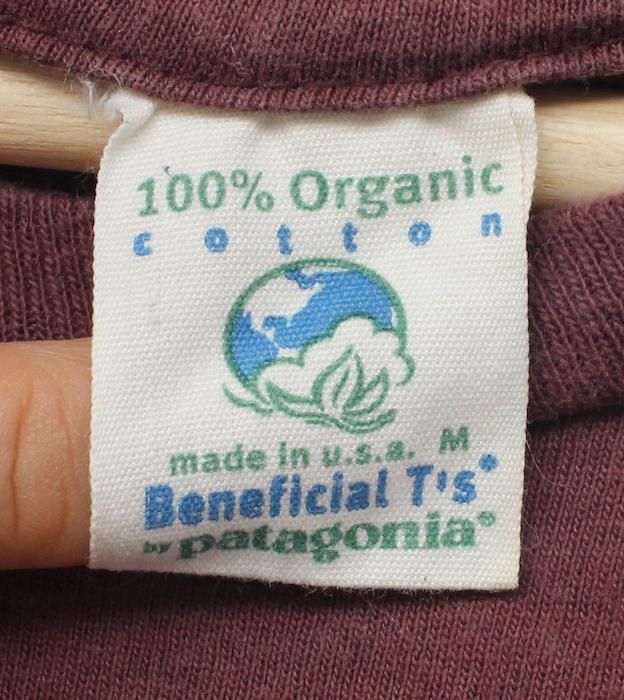 100% Organic
cotton
made in u.s.a. M
Beneficial T's®
by patagonia®